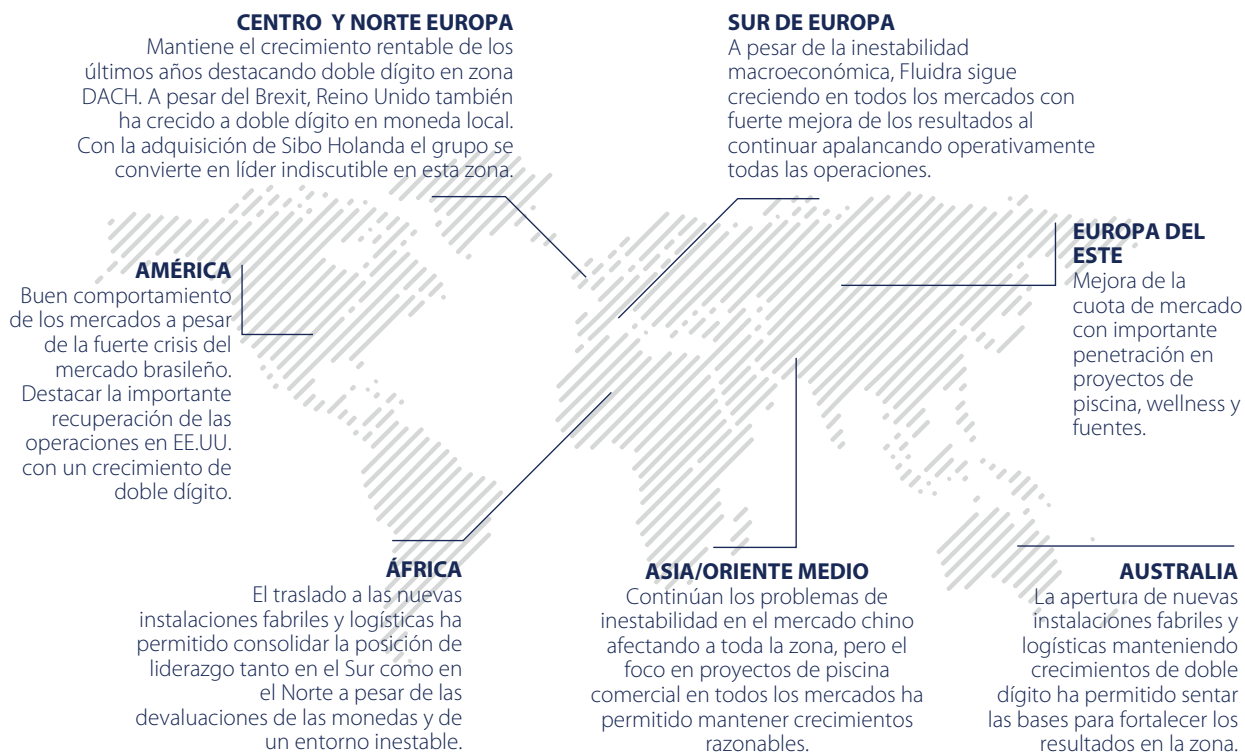 CENTRO Y NORTE EUROPA
Mantiene el crecimiento rentable de los
últimos años destacando doble dígito en zona
DACH. A pesar del Brexit, Reino Unido también
ha crecido a doble dígito en moneda local.
Con la adquisición de Sibo Holanda el grupo se
convierte en líder indiscutible en esta zona.
SUR DE EUROPA
A pesar de la inestabilidad
macroeconómica, Fluidra sigue
creciendo en todos los mercados con
fuerte mejora de los resultados al
continuar apalancando operativamente
todas las operaciones.
AMÉRICA
Buen comportamiento
de los mercados a pesar
de la fuerte crisis del
mercado brasileño.
Destacar la importante
recuperación de las
operaciones en EE.UU.
con un crecimiento de
doble dígito.
EUROPA DEL
ESTE
Mejora de la
cuota de mercado
con importante
penetración en
proyectos de
piscina, wellness y
fuentes.
ÁFRICA
El traslado a las nuevas
instalaciones fabriles y logísticas ha
permitido consolidar la posición de
liderazgo tanto en el Sur como en
el Norte a pesar de las
devaluaciones de las monedas y de
un entorno inestable.
ASIA/ORIENTE MEDIO
Continúan los problemas de
inestabilidad en el mercado chino
afectando a toda la zona, pero el
foco en proyectos de piscina
comercial en todos los mercados ha
permitido mantener crecimientos
razonables.
AUSTRALIA
La apertura de nuevas
instalaciones fabriles y
logísticas manteniendo
crecimientos de doble
dígito ha permitido sentar
las bases para fortalecer los
resultados en la zona.